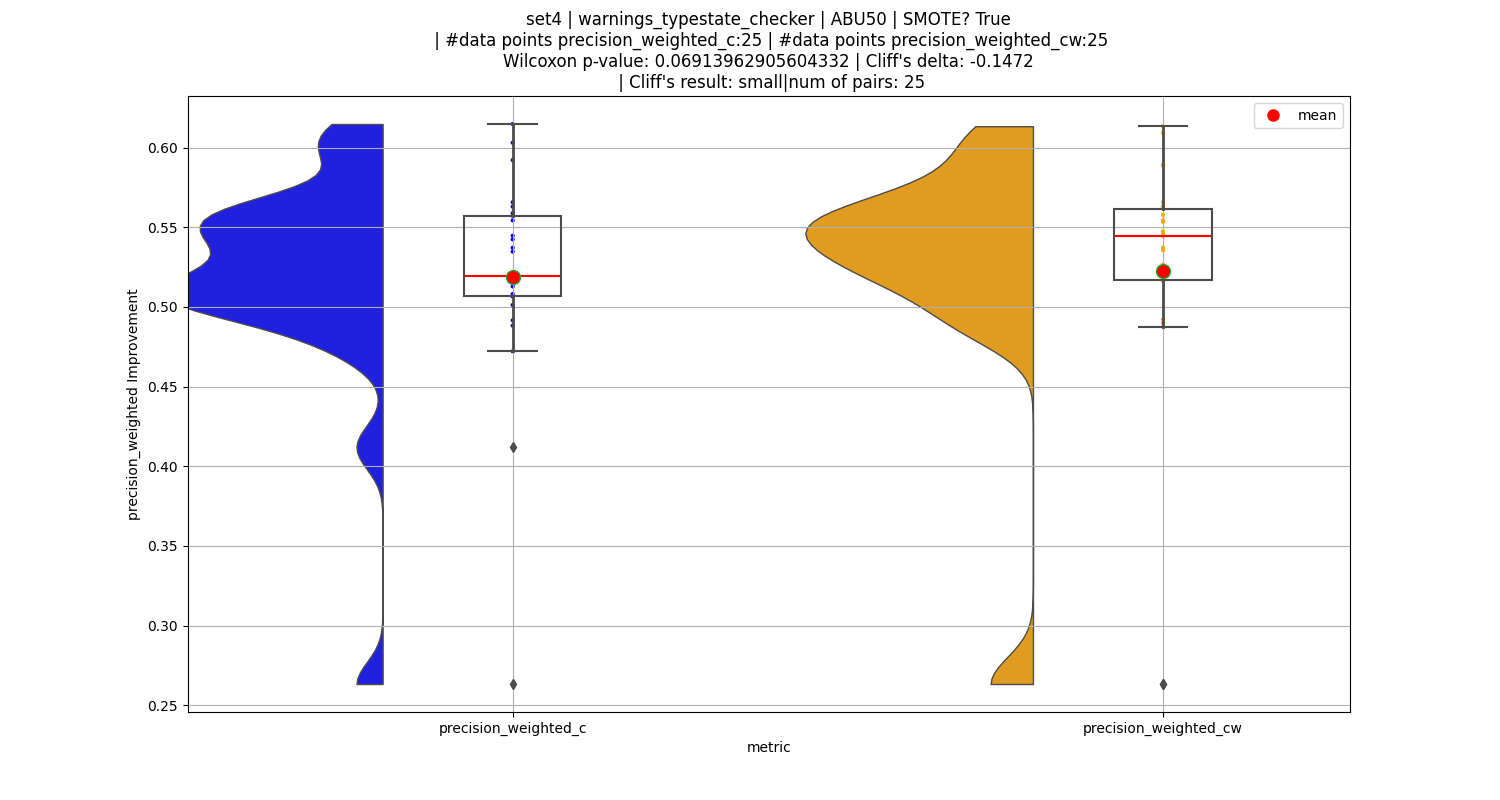 set4 | warnings_typestate_checker | ABU50 | SMOTE? True
| #data points precision_weighted_c:25 | #data points precision_weighted_cw:25
Wilcoxon p-value: 0.06913962905604332 | Cliff's delta: -0.1472
| Cliff's result: small|num of pairs: 25
mean
precision_weighted Improvement
0.60
0.55
0.50
0.45
0.40
0.35
0.30
0.25
precision_weighted_c
precision_weighted_cw
metric